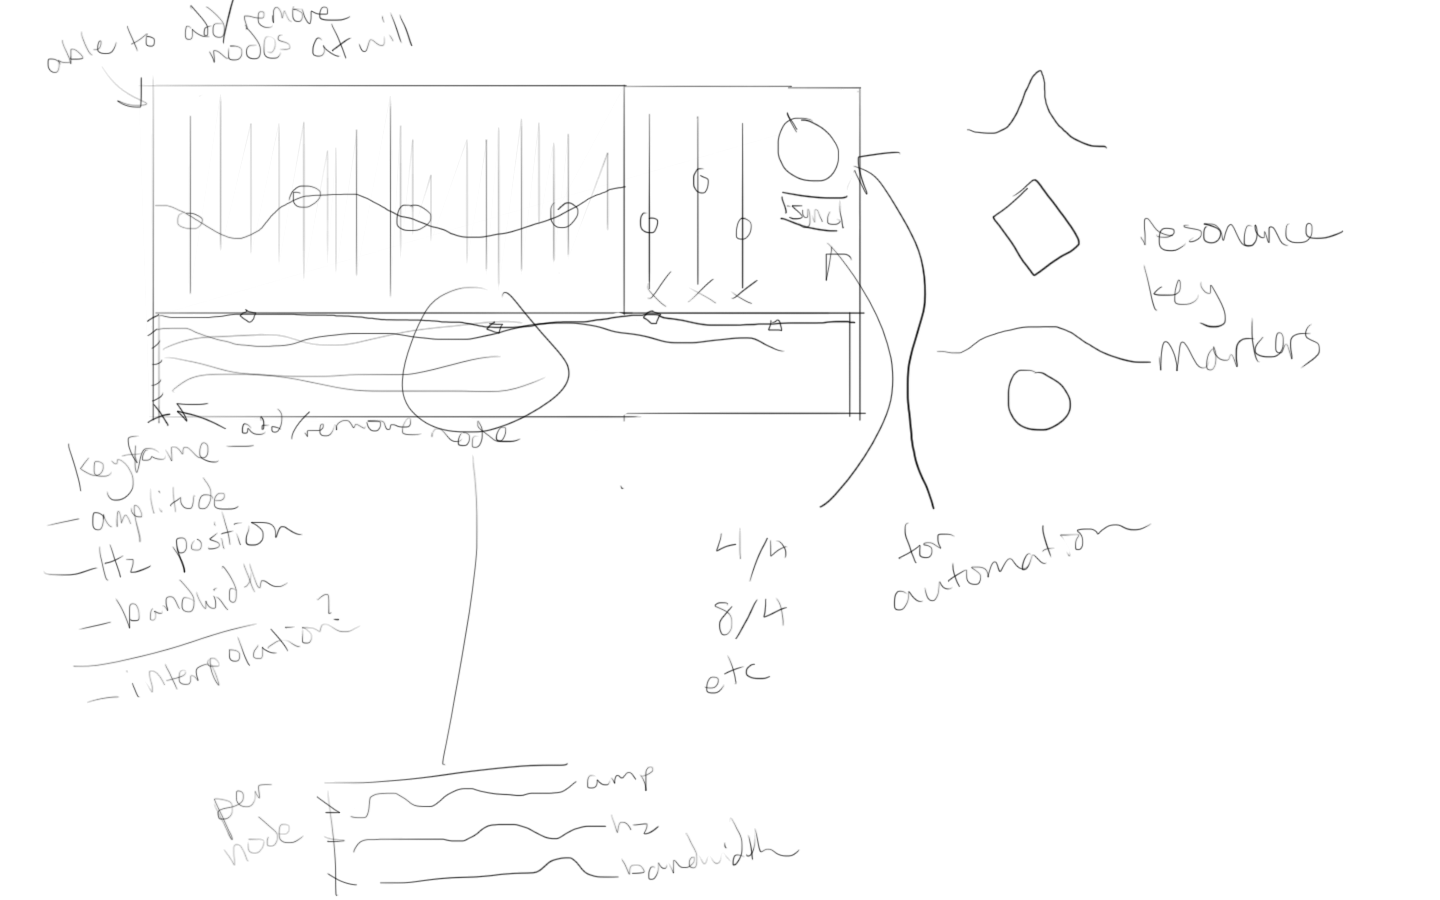 able to add/remove
nodes at will
sync
resonance
key
markers
add/remove node
keyframe
- amplitude
- Hz position
- bandwidth
- interpolation?
4/4
8/4
etc
for
automation
per
node
amp
hz
bandwidth